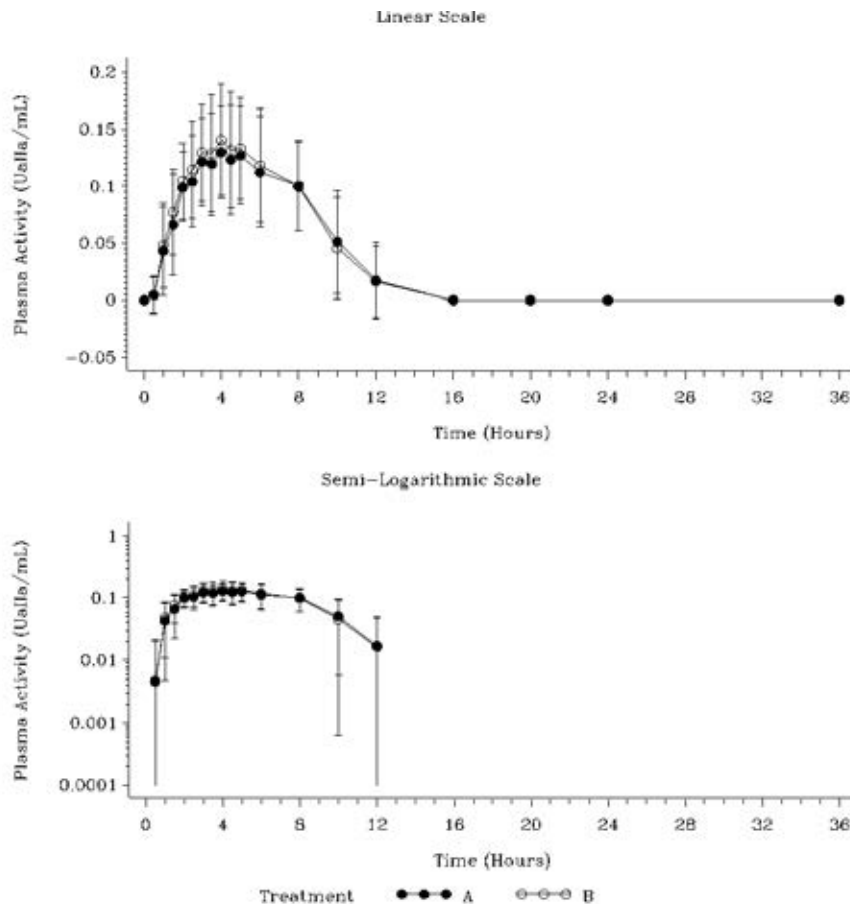 Linear Scale
Plasma Activity (UaIIa/mL)
0.2
0.15
0.1
0.05
0
−0.05
0 4 8 12 16 20 24 28 32 36
Time (Hours)
Semi-Logarithmic Scale
Plasma Activity (UaIIa/mL)
1
0.1
0.01
0.001
0.0001
0 4 8 12 16 20 24 28 32 36
Time (Hours)
Treatment A B